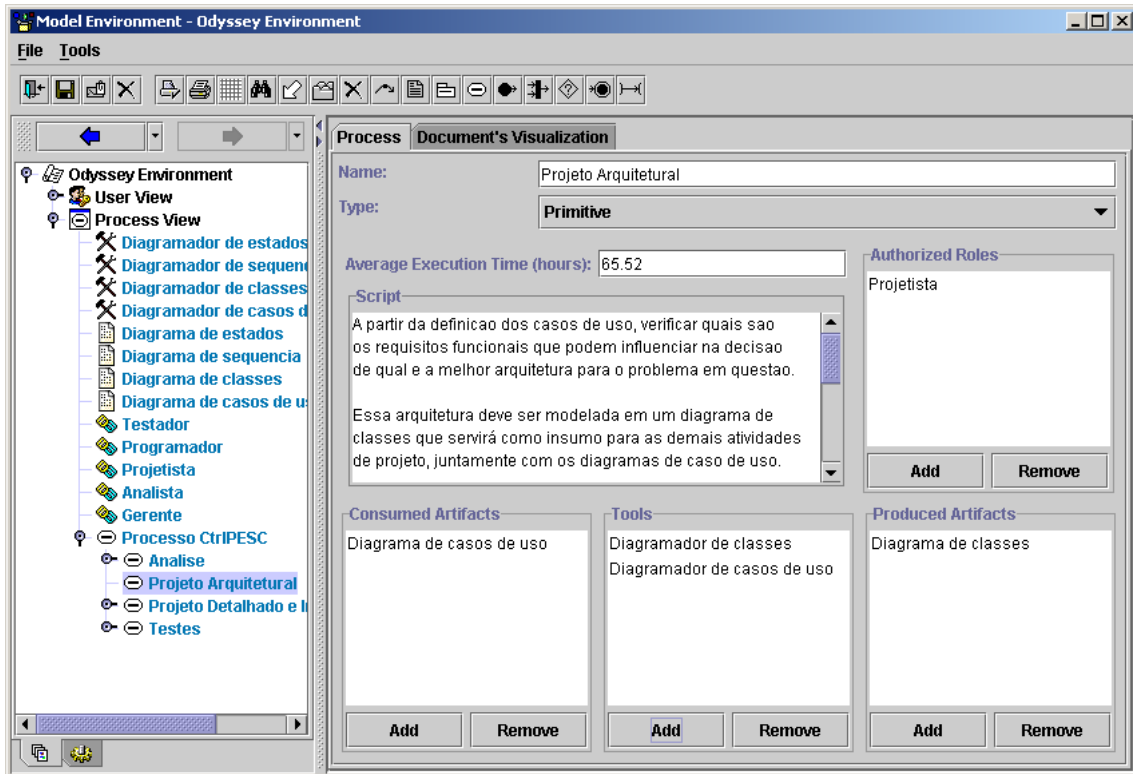 Model Environment - Odyssey Environment
File Tools
Process Document's Visualization
Odyssey Environment
User View
Process View
Diagramador de estados
Diagramador de sequen
Diagramador de classes
Diagramador de casos d
Diagrama de estados
Diagrama de sequencia
Diagrama de classes
Diagrama de casos de u
Testador
Programador
Projetista
Analista
Gerente
Processo CtrlPESC
Analise
Projeto Arquitetural
Projeto Detalhado e I
Testes
Name: Projeto Arquitetural
Type: Primitive
Average Execution Time (hours): 65.52
Script
A partir da definicao dos casos de uso, verificar quais sao
os requisitos funcionais que podem influenciar na decisao
de qual e a melhor arquitetura para o problema em questao.
Essa arquitetura deve ser modelada em um diagrama de
classes que servirá como insumo para as demais atividades
de projeto, juntamente com os diagramas de caso de uso.
Authorized Roles
Projetista
Add Remove
Consumed Artifacts
Diagrama de casos de uso
Add Remove
Tools
Diagramador de classes
Diagramador de casos de uso
Add Remove
Produced Artifacts
Diagrama de classes
Add Remove